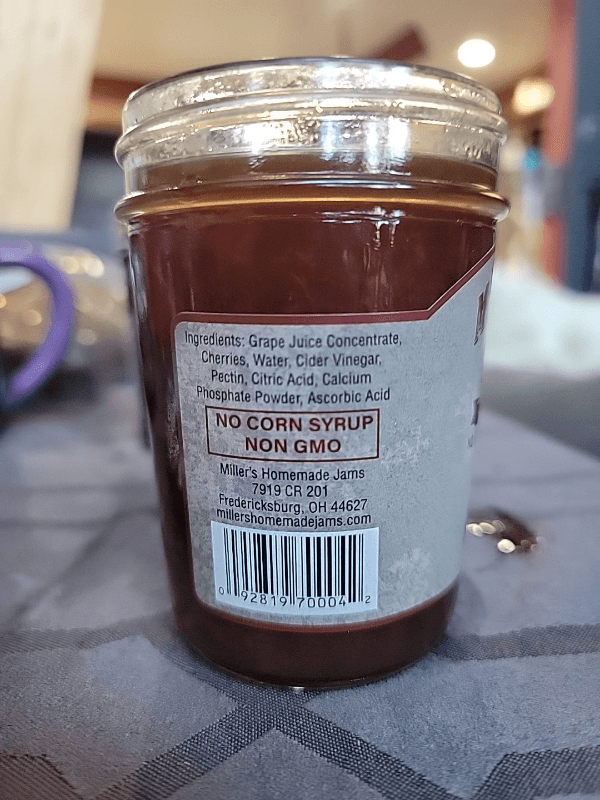 Ingredients: Grape Juice Concentrate,
Cherries, Water, Cider Vinegar,
Pectin, Citric Acid, Calcium
Phosphate Powder, Ascorbic Acid
NO CORN SYRUP
NON GMO
Miller's Homemade Jams
7919 CR 201
Fredericksburg, OH 44627
millershomemadejams.com
0 92819 70004 2